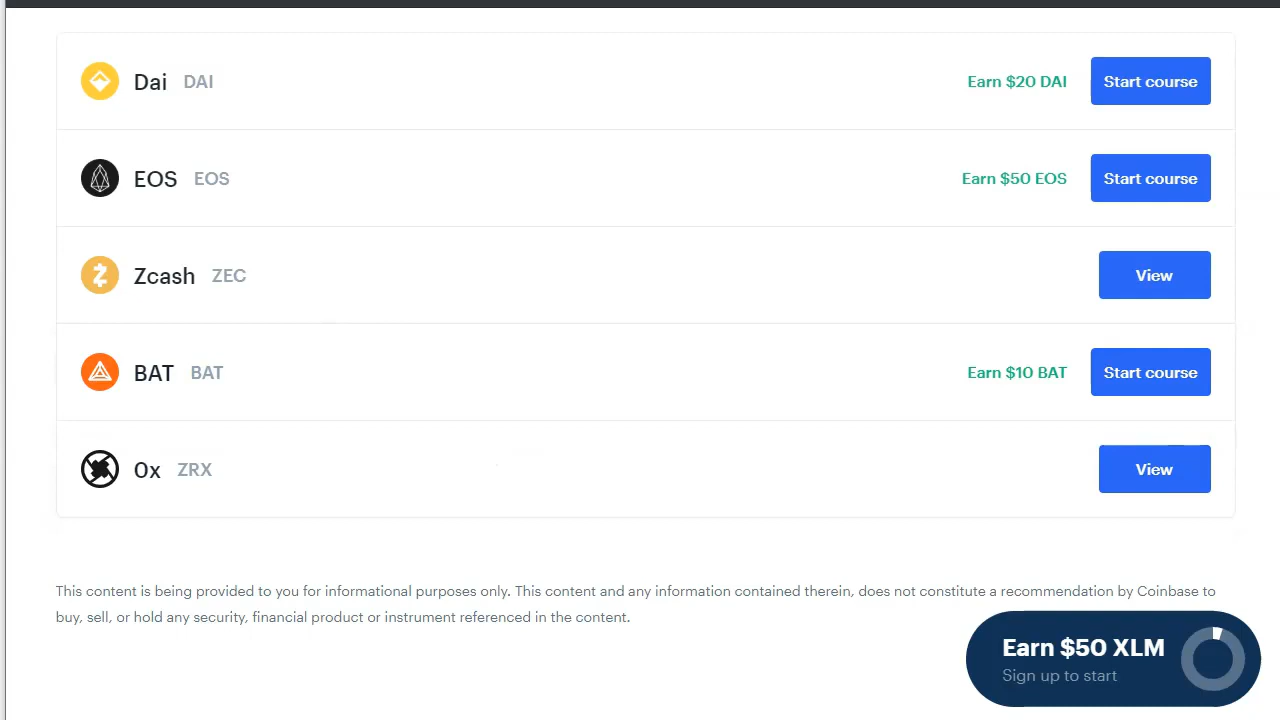 Dai DAI Earn $20 DAI Start course
EOS EOS Earn $50 EOS Start course
Zcash ZEC View
BAT BAT Earn $10 BAT Start course
0x ZRX View
This content is being provided to you for informational purposes only. This content and any information contained therein, does not constitute a recommendation by Coinbase to
buy, sell, or hold any security, financial product or instrument referenced in the content.
Earn $50 XLM
Sign up to start